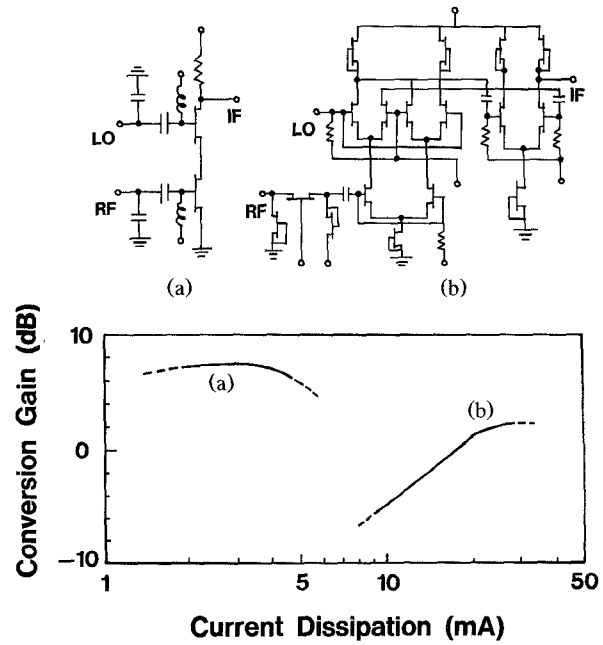 LO
IF
RF
(a)
LO
IF
RF
(b)
Conversion Gain (dB)
10
0
−10
(a)
(b)
1
5
10
50
Current Dissipation (mA)